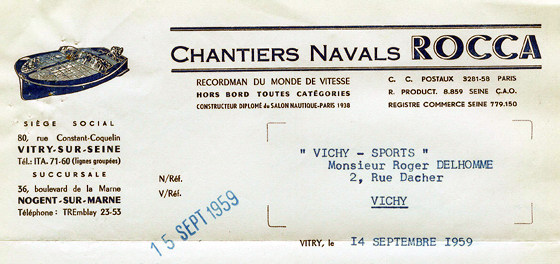 CHANTIERS NAVALS ROCCA
RECORDMAN DU MONDE DE VITESSE
HORS BORD TOUTES CATÉGORIES
CONSTRUCTEUR DIPLOMÉ du SALON NAUTIQUE-PARIS 1938
C. C. POSTAUX 3281-58 PARIS
R. PRODUCT. 8.859 SEINE Ç.A.O.
REGISTRE COMMERCE SEINE 779.150
SIÈGE SOCIAL
80, rue Constant-Coquelin
VITRY-SUR-SEINE
Tél.: ITA. 71-60 (lignes groupées)
SUCCURSALE
36, boulevard de la Marne
NOGENT-SUR-MARNE
Téléphone : TREmblay 23-53
N/Réf.
V/Réf.
" VICHY - SPORTS "
Monsieur Roger DELHOMME
2, Rue Dacher
VICHY
15 SEPT 1959
VITRY, le 14 SEPTEMBRE 1959